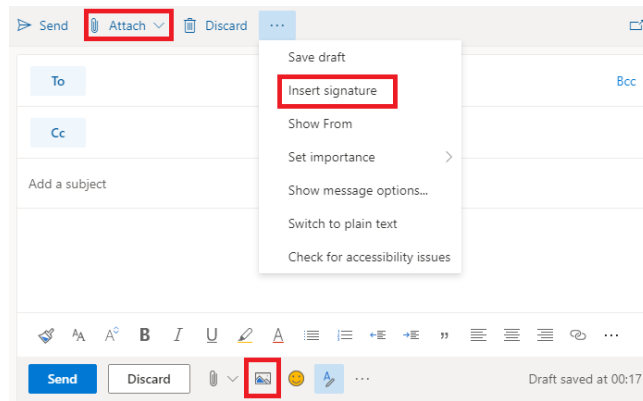 Send Attach Discard ...
Save draft
To Bcc
Insert signature
Show From
Cc
Set importance
Add a subject
Show message options...
Switch to plain text
Check for accessibility issues
AA A B I U A ” ...
Send Discard ... Draft saved at 00:17